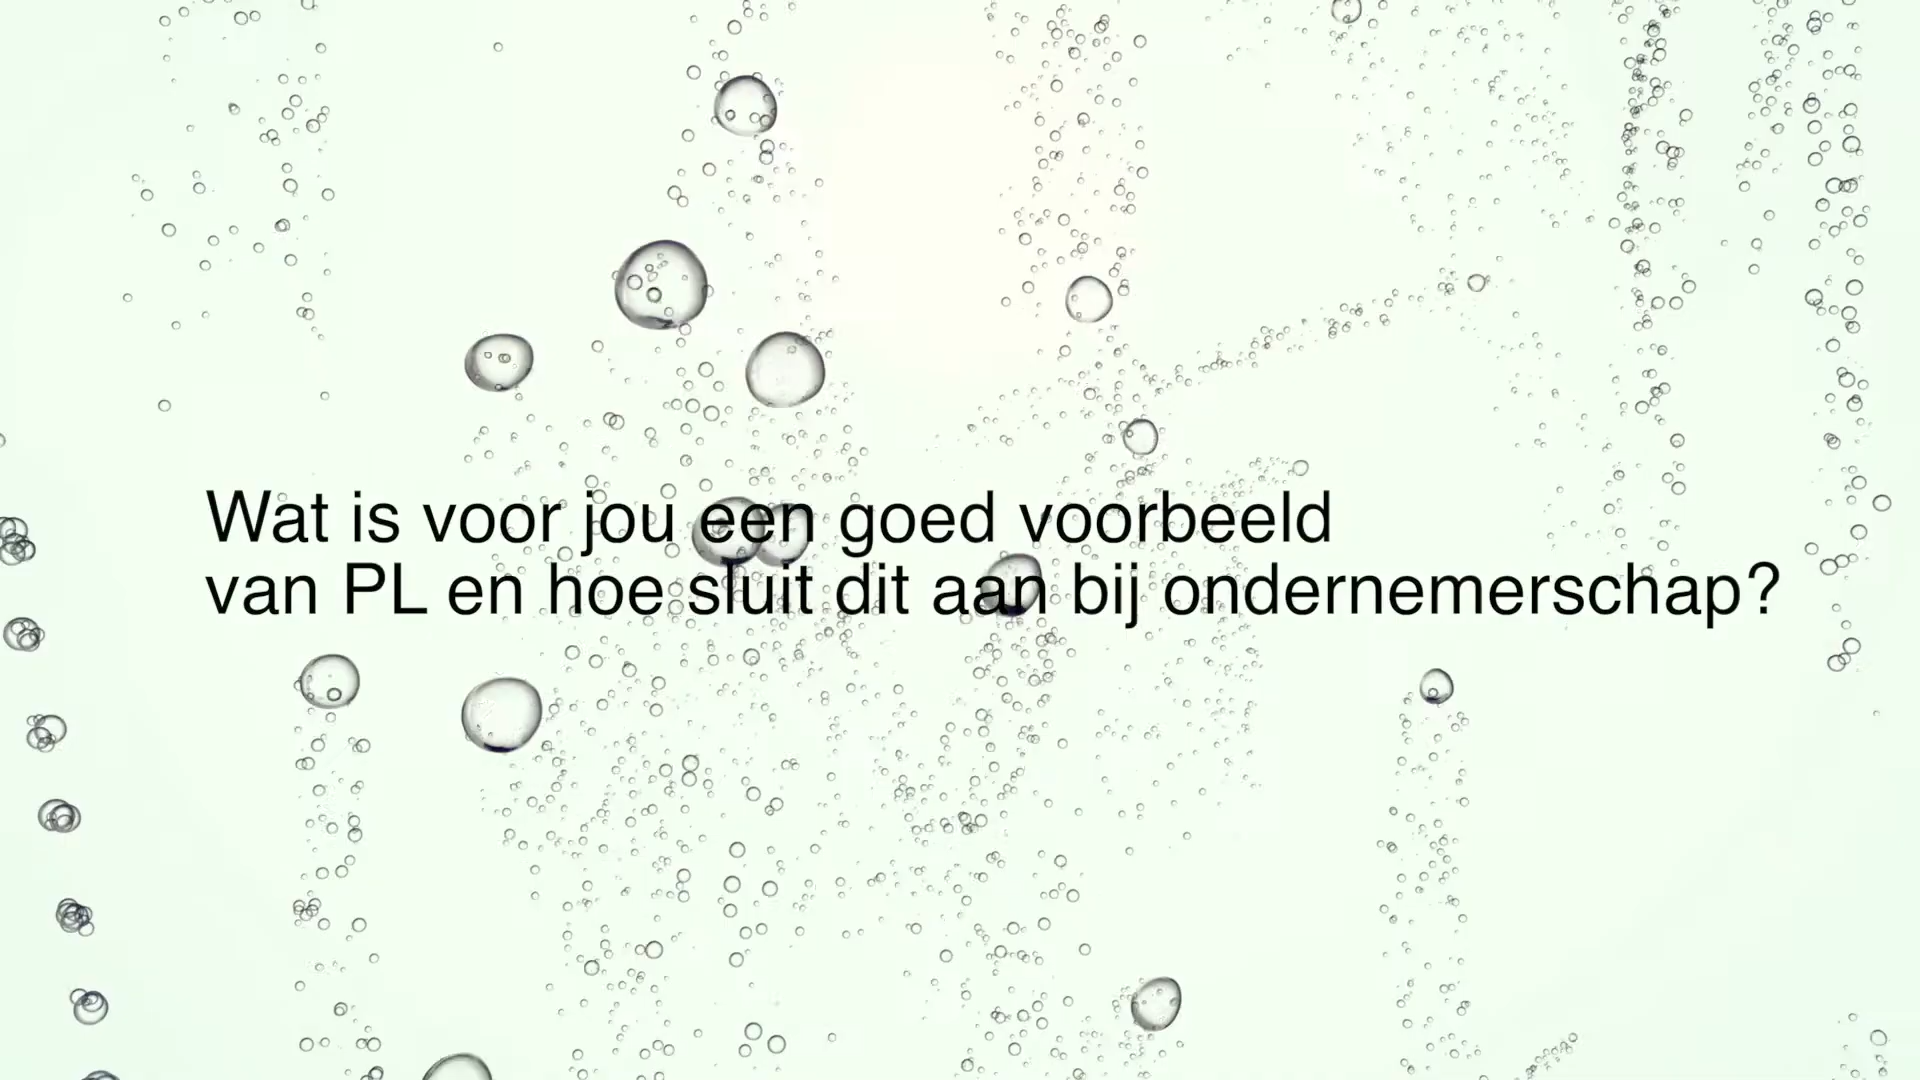 Wat is voor jou een goed voorbeeld
van PL en hoe sluit dit aan bij ondernemerschap?